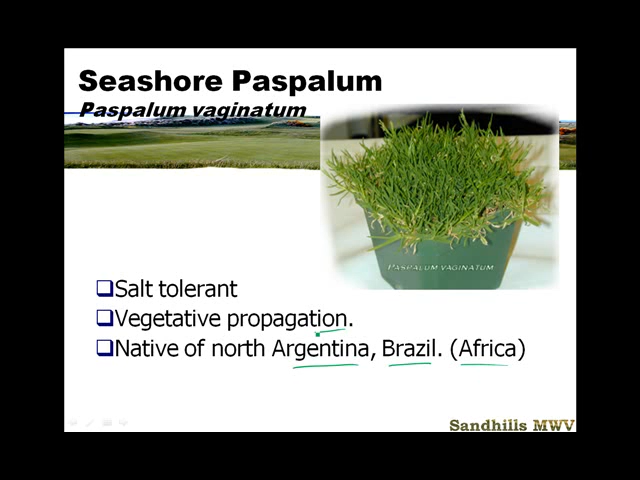 Seashore Paspalum
Paspalum vaginatum
PASPALUM VAGINATUM
Salt tolerant
Vegetative propagation.
Native of north Argentina, Brazil. (Africa)
Sandhills MWV